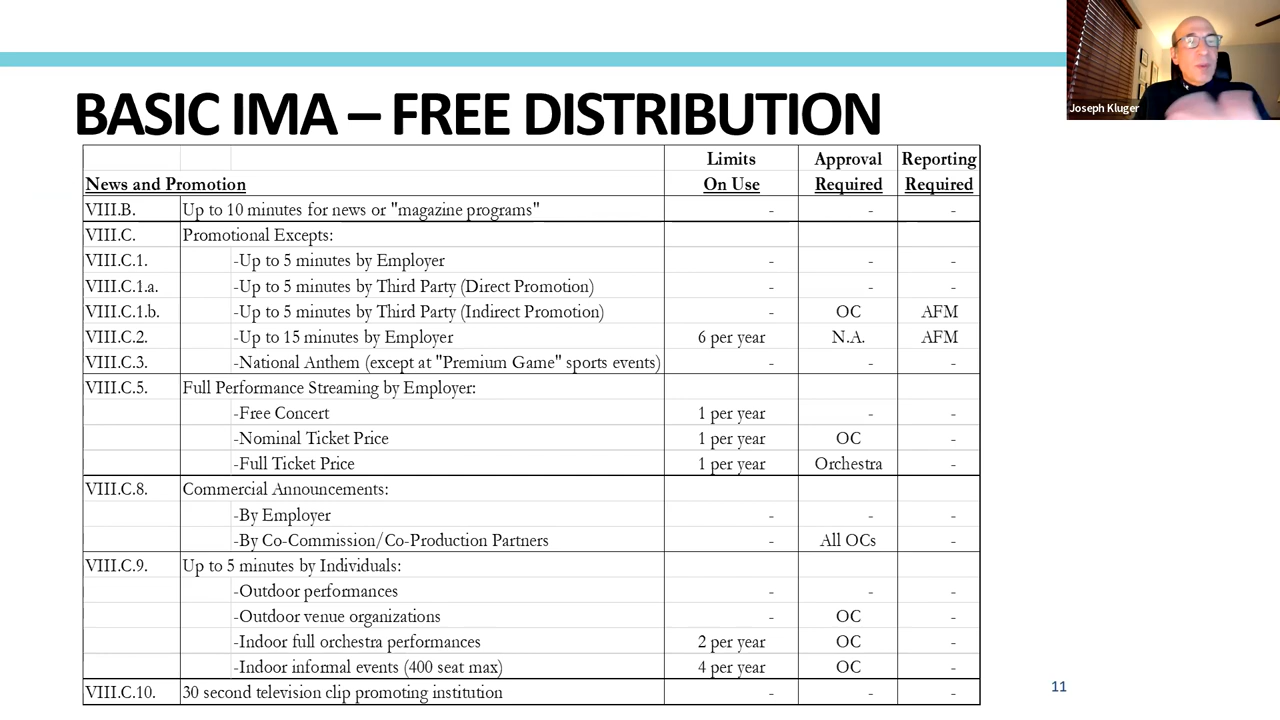 Joseph Kluger
BASIC IMA – FREE DISTRIBUTION
Limits Approval Reporting
News and Promotion On Use Required Required
VIII.B. Up to 10 minutes for news or "magazine programs" - - -
VIII.C. Promotional Excepts:
VIII.C.1. -Up to 5 minutes by Employer - - -
VIII.C.1.a. -Up to 5 minutes by Third Party (Direct Promotion) - - -
VIII.C.1.b. -Up to 5 minutes by Third Party (Indirect Promotion) - OC AFM
VIII.C.2. -Up to 15 minutes by Employer 6 per year N.A. AFM
VIII.C.3. -National Anthem (except at "Premium Game" sports events) - - -
VIII.C.5. Full Performance Streaming by Employer:
-Free Concert 1 per year - -
-Nominal Ticket Price 1 per year OC -
-Full Ticket Price 1 per year Orchestra -
VIII.C.8. Commercial Announcements:
-By Employer - - -
-By Co-Commission/Co-Production Partners - All OCs -
VIII.C.9. Up to 5 minutes by Individuals:
-Outdoor performances - - -
-Outdoor venue organizations - OC -
-Indoor full orchestra performances 2 per year OC -
-Indoor informal events (400 seat max) 4 per year OC -
VIII.C.10. 30 second television clip promoting institution - - -
11